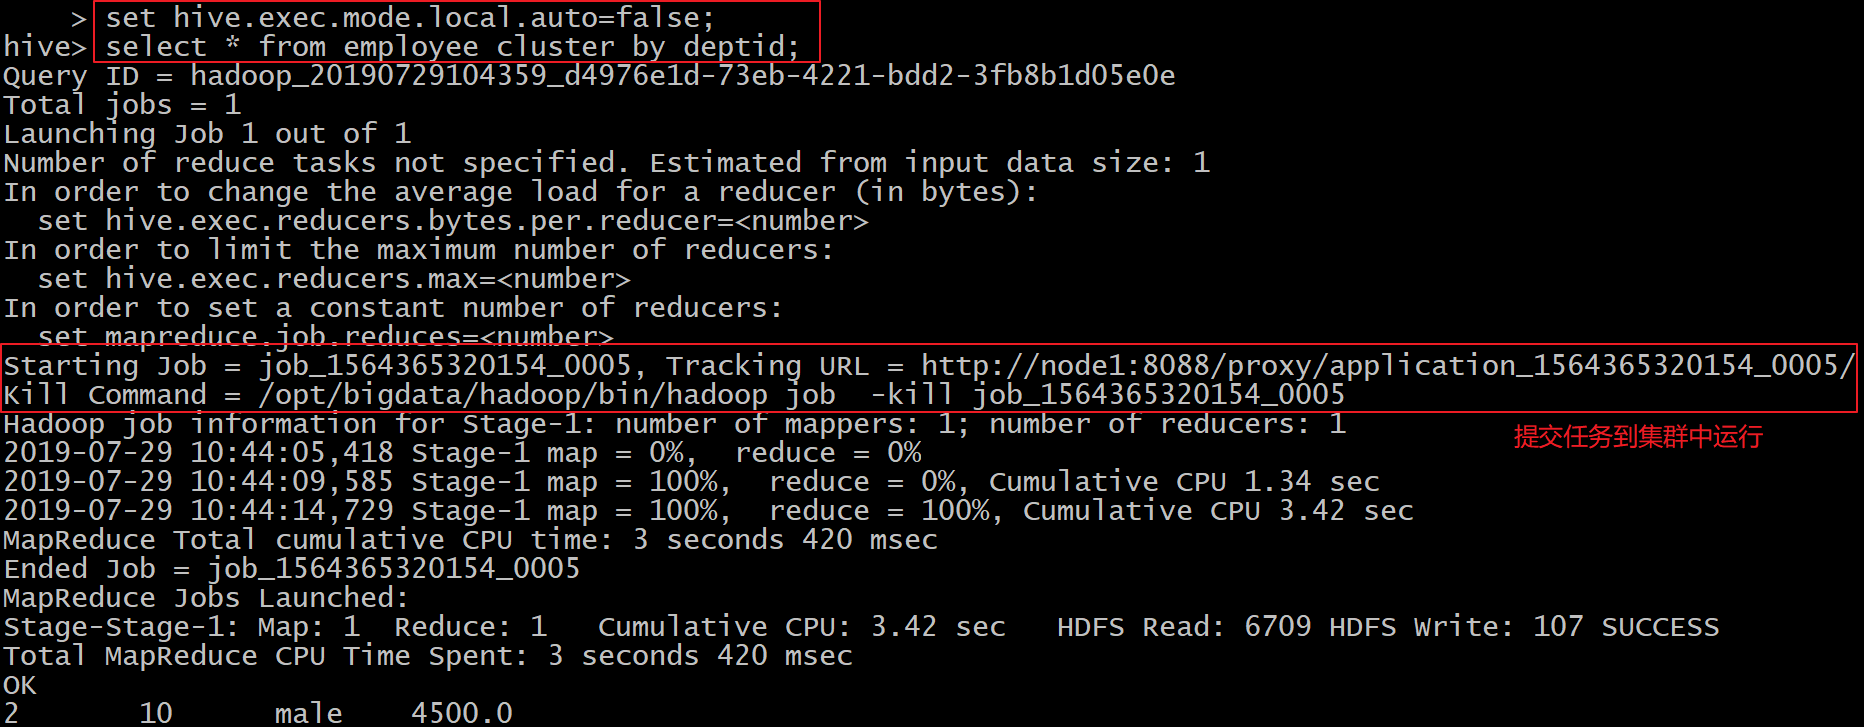 > set hive.exec.mode.local.auto=false;
hive> select * from employee cluster by deptid;
Query ID = hadoop_20190729104359_d4976e1d-73eb-4221-bdd2-3fb8b1d05e0e
Total jobs = 1
Launching Job 1 out of 1
Number of reduce tasks not specified. Estimated from input data size: 1
In order to change the average load for a reducer (in bytes):
  set hive.exec.reducers.bytes.per.reducer=<number>
In order to limit the maximum number of reducers:
  set hive.exec.reducers.max=<number>
In order to set a constant number of reducers:
  set mapreduce.job.reduces=<number>
Starting Job = job_1564365320154_0005, Tracking URL = http://node1:8088/proxy/application_1564365320154_0005/
Kill Command = /opt/bigdata/hadoop/bin/hadoop job  -kill job_1564365320154_0005
Hadoop job information for Stage-1: number of mappers: 1; number of reducers: 1
提交任务到集群中运行
2019-07-29 10:44:05,418 Stage-1 map = 0%,  reduce = 0%
2019-07-29 10:44:09,585 Stage-1 map = 100%,  reduce = 0%, Cumulative CPU 1.34 sec
2019-07-29 10:44:14,729 Stage-1 map = 100%,  reduce = 100%, Cumulative CPU 3.42 sec
MapReduce Total cumulative CPU time: 3 seconds 420 msec
Ended Job = job_1564365320154_0005
MapReduce Jobs Launched:
Stage-Stage-1: Map: 1  Reduce: 1   Cumulative CPU: 3.42 sec   HDFS Read: 6709 HDFS Write: 107 SUCCESS
Total MapReduce CPU Time Spent: 3 seconds 420 msec
OK
2       10      male    4500.0